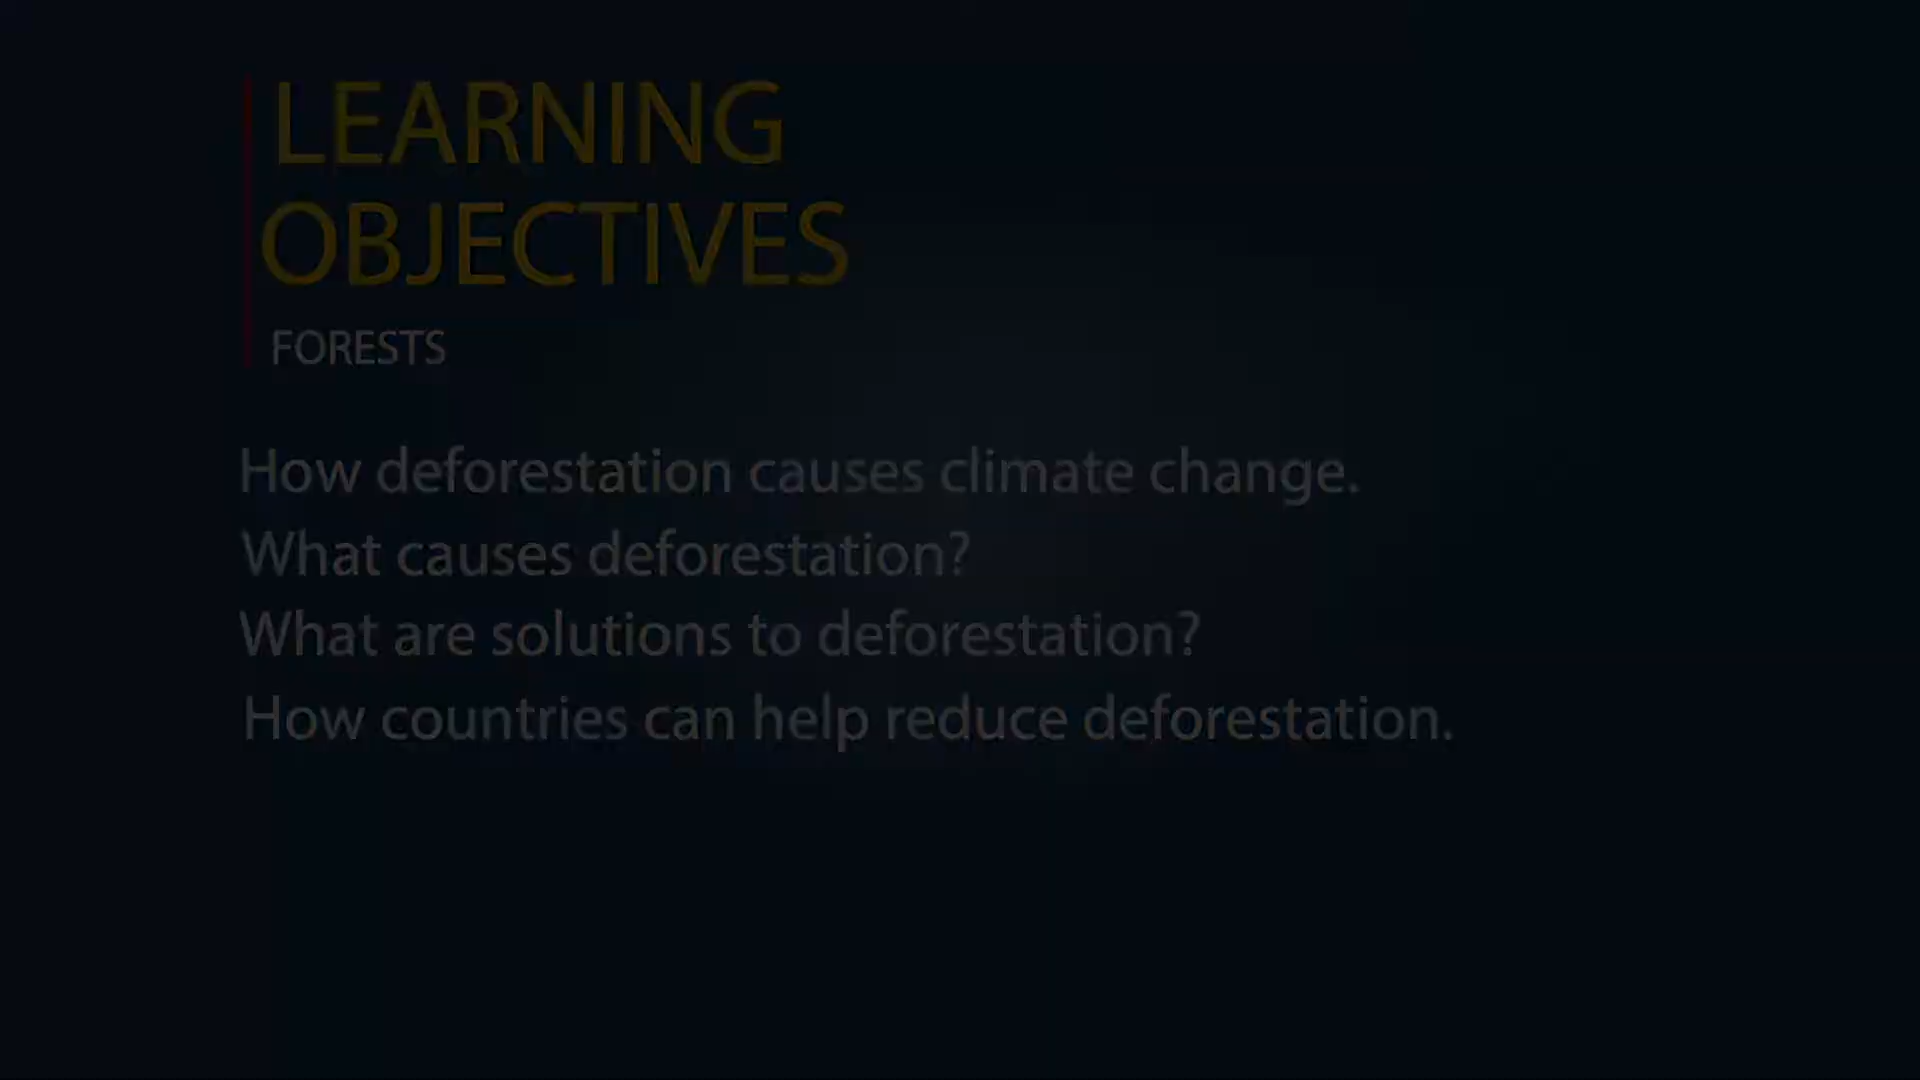 LEARNING
OBJECTIVES
FORESTS
How deforestation causes climate change.
What causes deforestation?
What are solutions to deforestation?
How countries can help reduce deforestation.